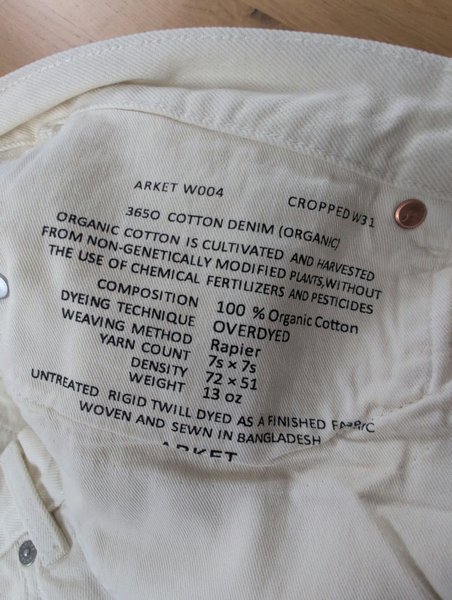 ARKET W004 CROPPED W31
3650 COTTON DENIM (ORGANIC)
ORGANIC COTTON IS CULTIVATED AND HARVESTED
FROM NON-GENETICALLY MODIFIED PLANTS, WITHOUT
THE USE OF CHEMICAL FERTILIZERS AND PESTICIDES
COMPOSITION 100 % Organic Cotton
DYEING TECHNIQUE OVERDYED
WEAVING METHOD Rapier
YARN COUNT 7s × 7s
DENSITY 72 × 51
WEIGHT 13 oz
UNTREATED RIGID TWILL DYED AS A FINISHED FABRIC
WOVEN AND SEWN IN BANGLADESH
ARKET